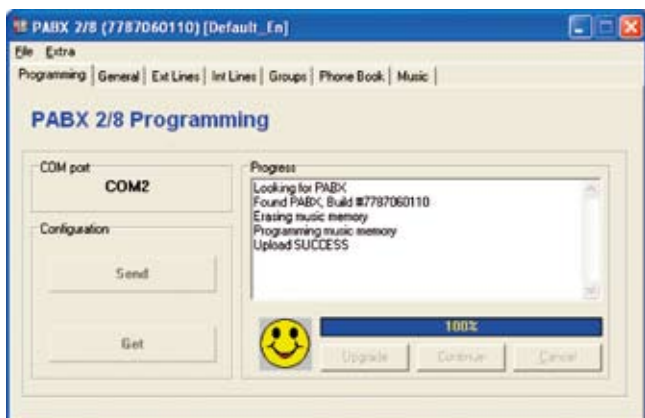 PABX 2/8 (7787060110) [Default_En]
File Extra
Programming General Ext Lines Int Lines Groups Phone Book Music
PABX 2/8 Programming
COM port
COM2
Configuration
Send
Get
Progress
Looking for PABX
Found PABX, Build #7787060110
Erasing music memory
Programming music memory
Upload SUCCESS
100%
Upgrade Continue Cancel